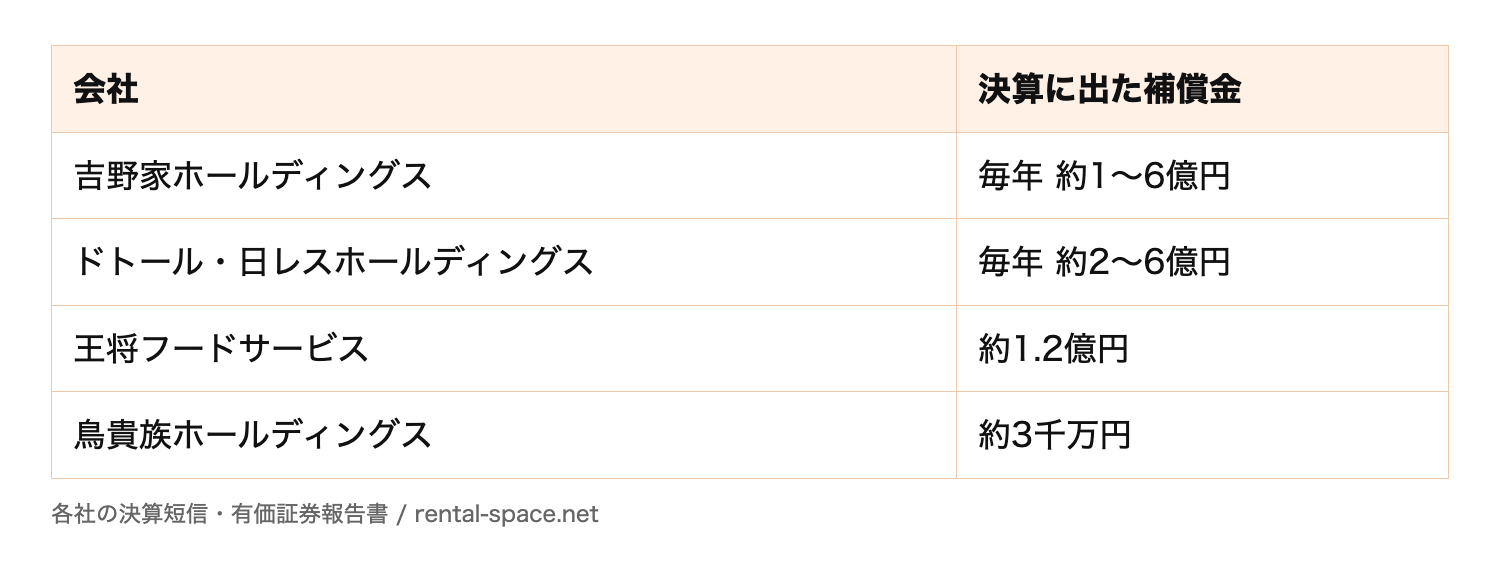 会社 決算に出た補償金
吉野家ホールディングス 毎年 約1〜6億円
ドトール・日レスホールディングス 毎年 約2〜6億円
王将フードサービス 約1.2億円
鳥貴族ホールディングス 約3千万円
各社の決算短信・有価証券報告書 / rental-space.net